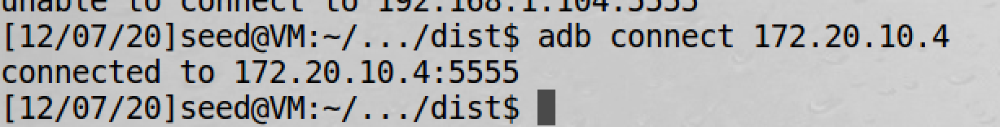 unable to connect to 192.168.1.104:5555
[12/07/20]seed@VM:~/.../dist$ adb connect 172.20.10.4
connected to 172.20.10.4:5555
[12/07/20]seed@VM:~/.../dist$